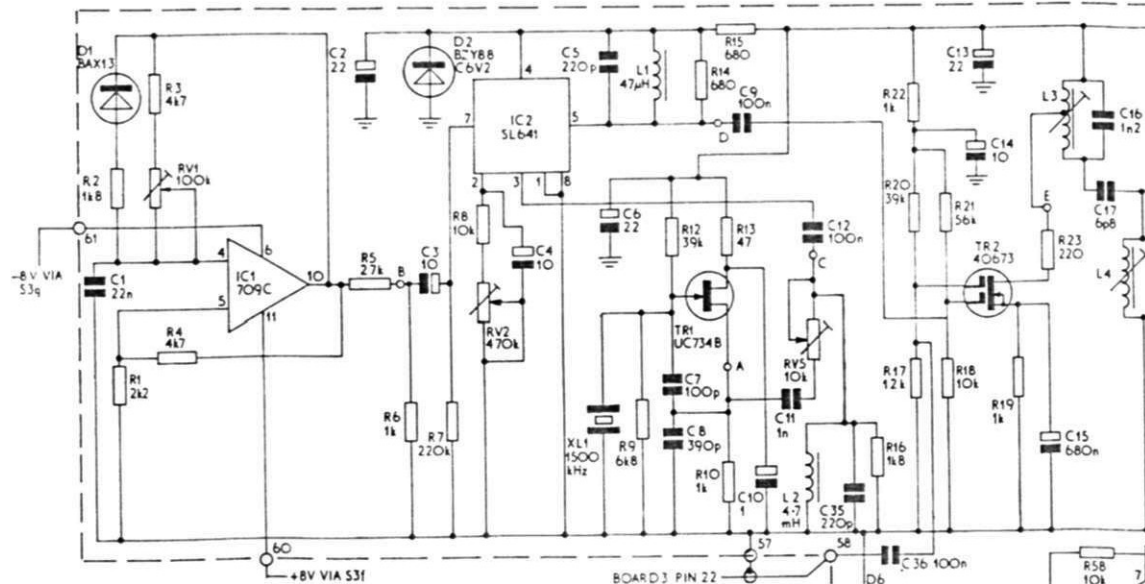 D1
BAX13
R3
4k7
C2
22
D2
BZY88
C6V2
4
C5
220p
L1
47µH
R15
680
R14
680
C9
100n
C13
22
R22
1k
L3
C16
1n2
R2
1k8
RV1
100k
7
IC2
SL641
5
D
C14
10
2
3
1
8
R20
39k
R21
56k
E
C17
6p8
61
-8V VIA
S3g
C1
22n
4
6
IC1
709C
10
5
11
R5
27k
B
C3
10
R8
10k
C4
10
C6
22
R12
39k
R13
47
C12
100n
C
TR2
40673
R23
220
L4
R4
4k7
R1
2k2
RV2
470k
TR1
UC734B
A
RV5
10k
C7
100p
R17
12k
R18
10k
R19
1k
R6
1k
R7
220k
XL1
1500
kHz
R9
6k8
C8
390p
C11
1n
R16
1k8
C15
680n
R10
1k
C10
1
L2
4·7
mH
C35
220p
60
+8V VIA S3f
57
58
BOARD 3 PIN 22
D6
C36 100n
R58
10k
7